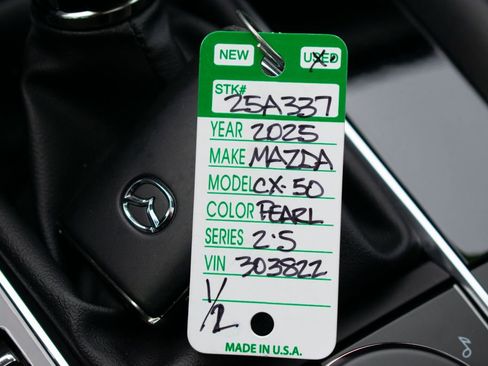 NEW USED
STK# 25A337
YEAR 2025
MAKE MAZDA
MODEL CX-50
COLOR PEARL
SERIES 2.5
VIN 303822
1/2
MADE IN U.S.A.